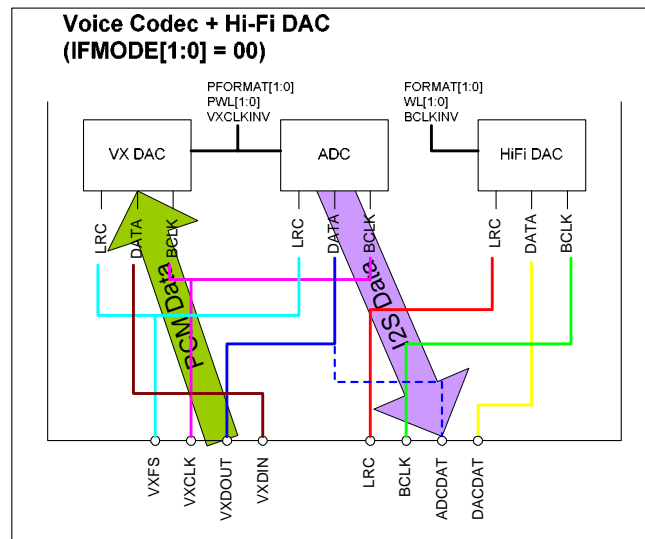 Voice Codec + Hi-Fi DAC
(IFMODE[1:0] = 00)
PFORMAT[1:0]
PWL[1:0]
VXCLKINV
FORMAT[1:0]
WL[1:0]
BCLKINV
VX DAC
ADC
HiFi DAC
LRC
DATA
BCLK
LRC
DATA
BCLK
LRC
DATA
BCLK
PCM Data
I2S Data
VXFS
VXCLK
VXDOUT
VXDIN
LRC
BCLK
ADCDAT
DACDAT